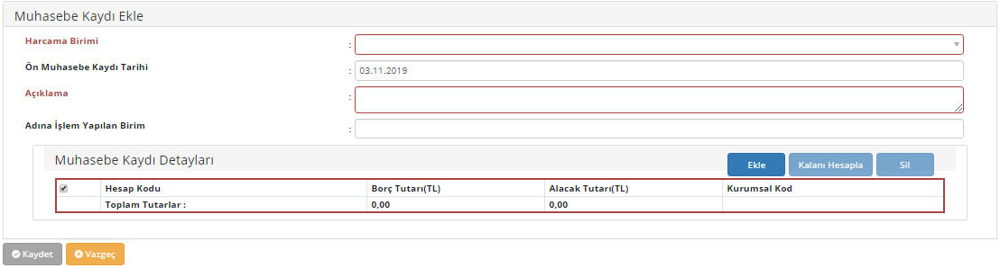 Muhasebe Kaydı Ekle
Harcama Birimi :
Ön Muhasebe Kaydı Tarihi : 03.11.2019
Açıklama :
Adına İşlem Yapılan Birim :
Muhasebe Kaydı Detayları Ekle Kalanı Hesapla Sil
Hesap Kodu Borç Tutarı(TL) Alacak Tutarı(TL) Kurumsal Kod
Toplam Tutarlar : 0,00 0,00
Kaydet Vazgeç